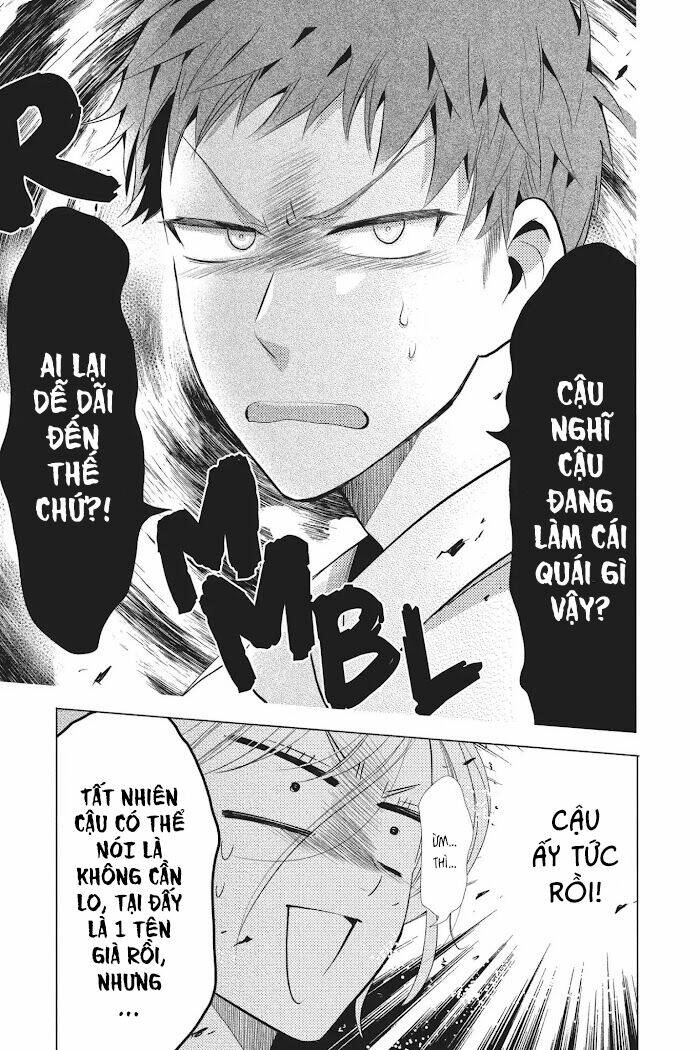 CẬU
NGHĨ
CẬU
ĐANG
LÀM CÁI
QUÁI GÌ
VẬY?
AI LẠI
DỄ DÃI
ĐẾN
THẾ
CHỨ?!
R
M
MBL
CẬU
ẤY TỨC
RỒI!
ỪM...
THÌ...
TẤT NHIÊN
CẬU CÓ THỂ
NÓI LÀ
KHÔNG CẦN
LO, TẠI ĐẤY
LÀ 1 TÊN
GIÀ RỒI,
NHƯNG
...